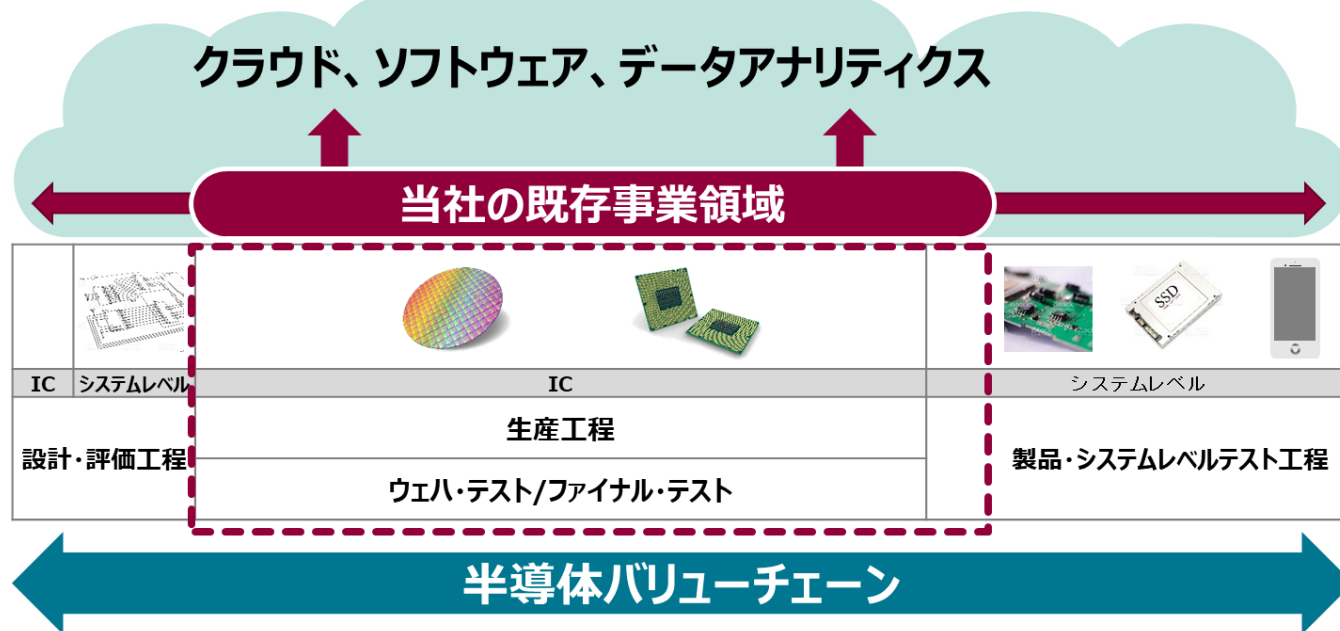 クラウド、ソフトウェア、データアナリティクス
当社の既存事業領域
SSD
IC
システムレベル
IC
システムレベル
設計・評価工程
生産工程
ウェハ・テスト/ファイナル・テスト
製品・システムレベルテスト工程
半導体バリューチェーン